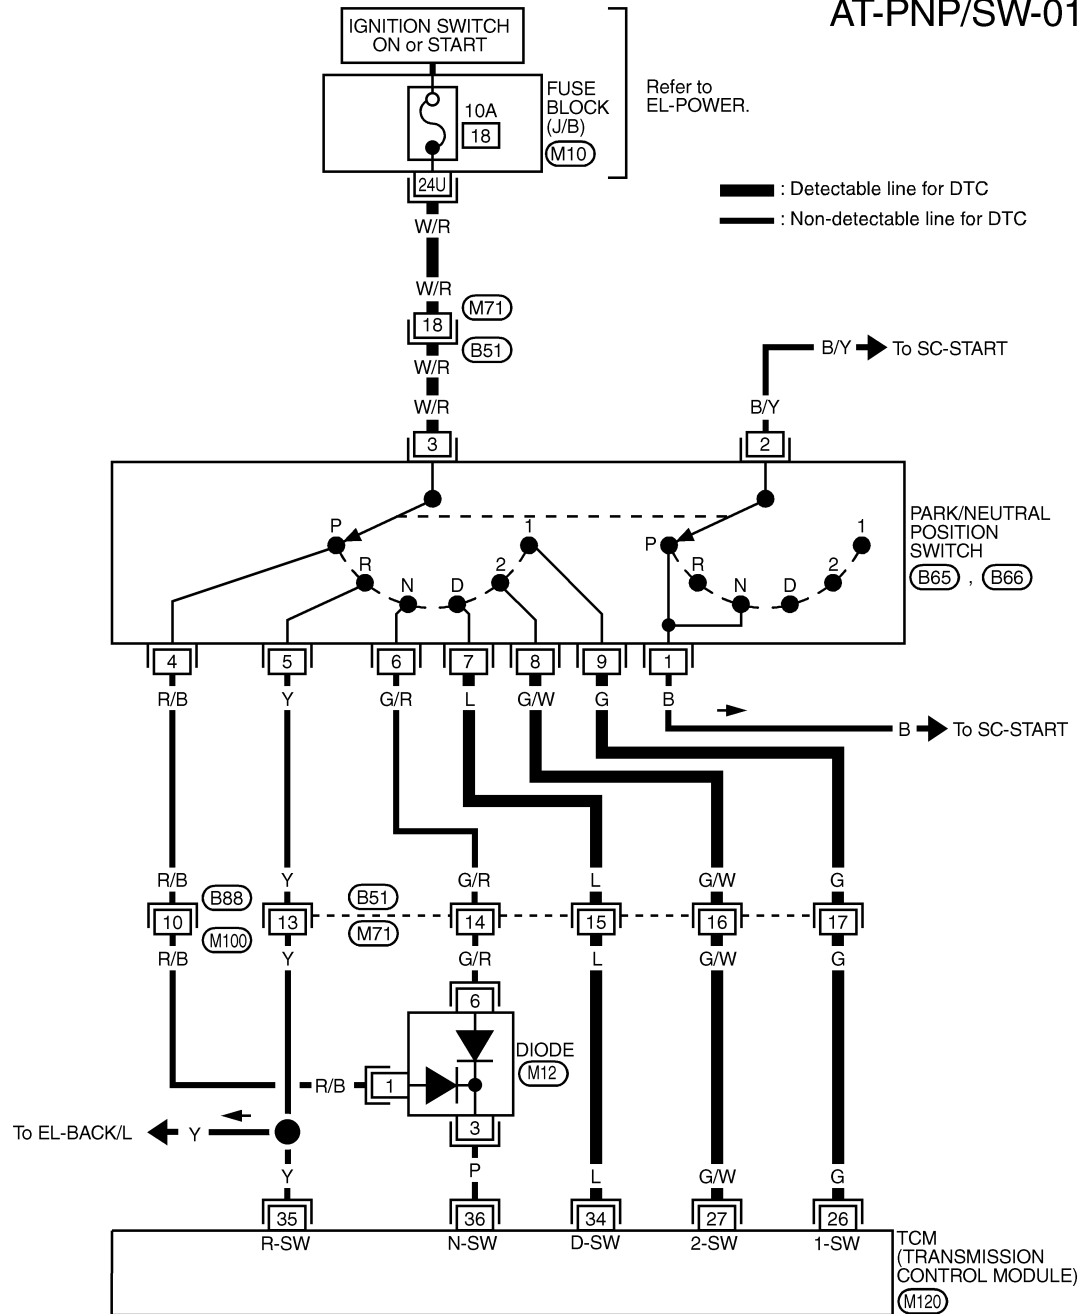 AT-PNP/SW-01
IGNITION SWITCH
ON or START
FUSE
BLOCK
(J/B)
M10
10A
18
24U
Refer to
EL-POWER.
: Detectable line for DTC
: Non-detectable line for DTC
W/R
W/R
M71
18
B51
W/R
W/R
3
B/Y
To SC-START
B/Y
2
PARK/NEUTRAL
POSITION
SWITCH
B65 , B66
P
R
N
D
2
1
P
R
N
D
2
1
4
5
6
7
8
9
1
R/B
Y
G/R
L
G/W
G
B
B
To SC-START
R/B
Y
G/R
L
G/W
G
B88
B51
10
13
14
15
16
17
M100
M71
R/B
Y
G/R
L
G/W
G
6
DIODE
M12
R/B
1
3
To EL-BACK/L
Y
Y
P
L
G/W
G
35
36
34
27
26
R-SW
N-SW
D-SW
2-SW
1-SW
TCM
(TRANSMISSION
CONTROL MODULE)
M120